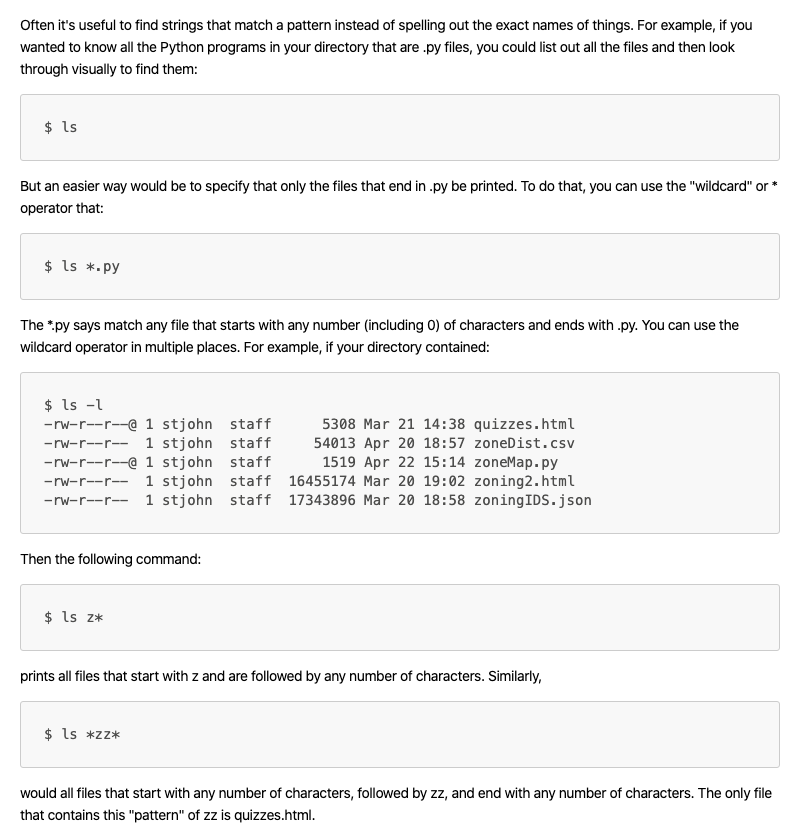 Often it's useful to find strings that match a pattern instead of spelling out the exact names of things. For example, if you
wanted to know all the Python programs in your directory that are .py files, you could list out all the files and then look
through visually to find them:
$ ls
But an easier way would be to specify that only the files that end in .py be printed. To do that, you can use the "wildcard" or *
operator that:
$ ls *.py
The *.py says match any file that starts with any number (including 0) of characters and ends with .py. You can use the
wildcard operator in multiple places. For example, if your directory contained:
$ ls -l
-rw-r--r--@ 1 stjohn  staff      5308 Mar 21 14:38 quizzes.html
-rw-r--r--  1 stjohn  staff     54013 Apr 20 18:57 zoneDist.csv
-rw-r--r--@ 1 stjohn  staff      1519 Apr 22 15:14 zoneMap.py
-rw-r--r--  1 stjohn  staff  16455174 Mar 20 19:02 zoning2.html
-rw-r--r--  1 stjohn  staff  17343896 Mar 20 18:58 zoningIDS.json
Then the following command:
$ ls z*
prints all files that start with z and are followed by any number of characters. Similarly,
$ ls *zz*
would all files that start with any number of characters, followed by zz, and end with any number of characters. The only file
that contains this "pattern" of zz is quizzes.html.